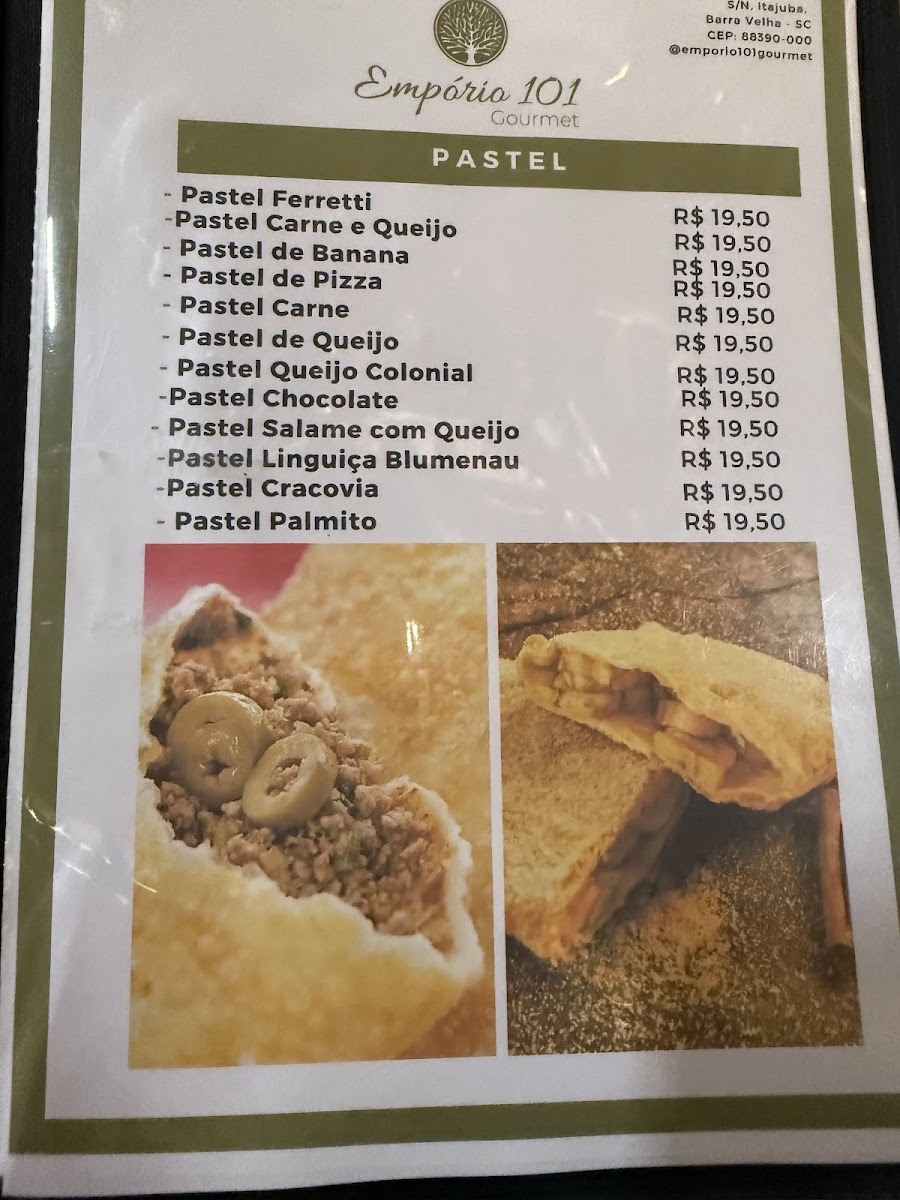 S/N, Itajuba,
Barra Velha - SC
CEP: 88390-000
@emporio101gourmet
Empório 101
Gourmet
PASTEL
- Pastel Ferretti R$ 19,50
-Pastel Carne e Queijo R$ 19,50
- Pastel de Banana R$ 19,50
- Pastel de Pizza R$ 19,50
- Pastel Carne R$ 19,50
- Pastel de Queijo R$ 19,50
- Pastel Queijo Colonial R$ 19,50
-Pastel Chocolate R$ 19,50
- Pastel Salame com Queijo R$ 19,50
-Pastel Linguiça Blumenau R$ 19,50
-Pastel Cracovia R$ 19,50
- Pastel Palmito R$ 19,50